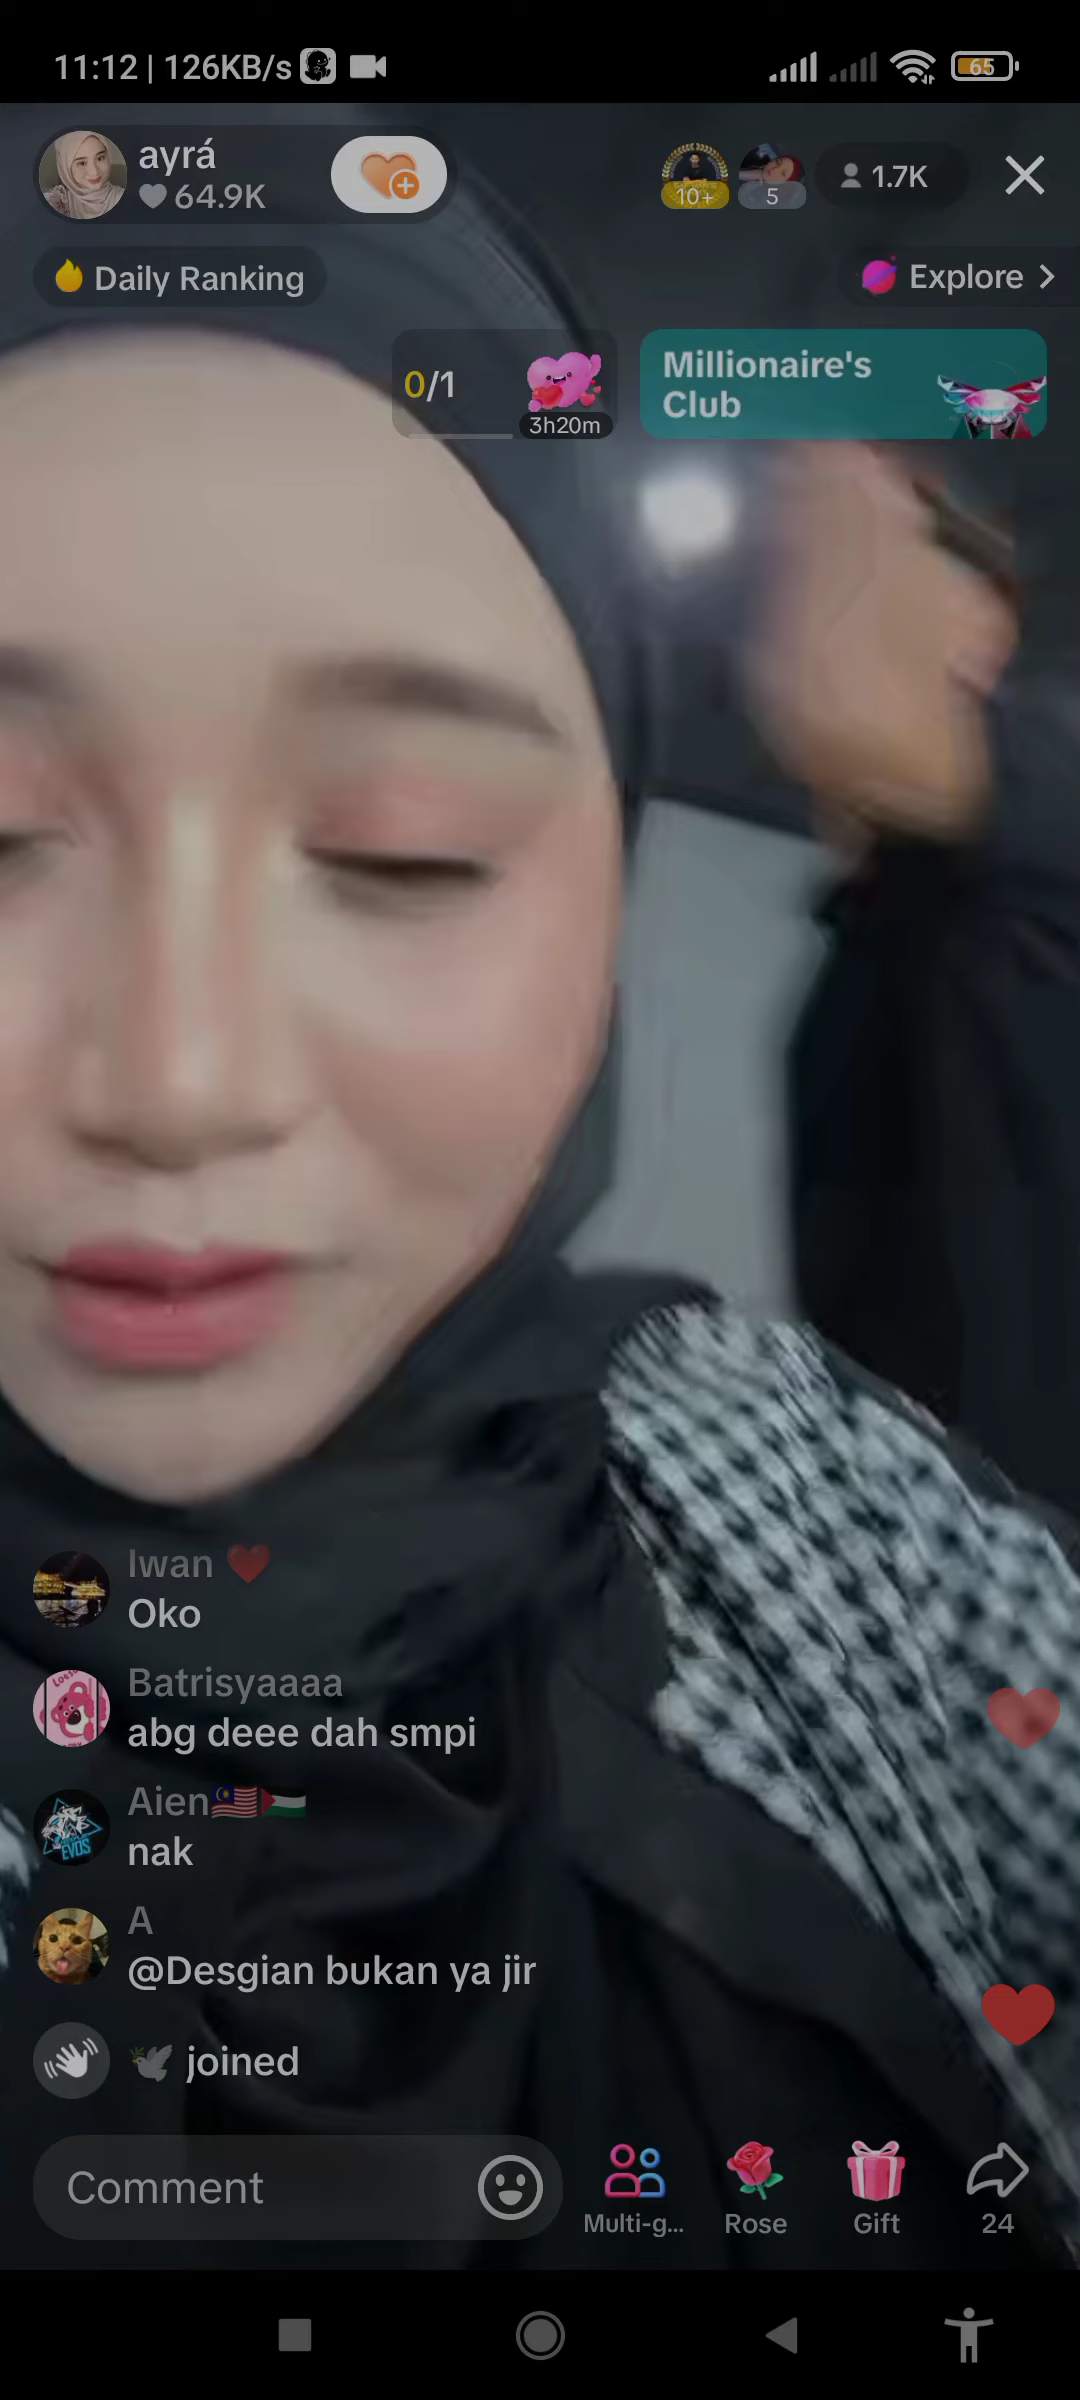 11:12 | 126KB/s
65
ayrá
64.9K
10+
5
1.7K
Daily Ranking
Explore
0/1
3h20m
Millionaire's
Club
Iwan ❤️
Oko
Batrisyaaaa
abg deee dah smpi
Aien🇲🇾🇵🇸
nak
EVOS
A
@Desgian bukan ya jir
🕊️ joined
Comment
Multi-g...
Rose
Gift
24